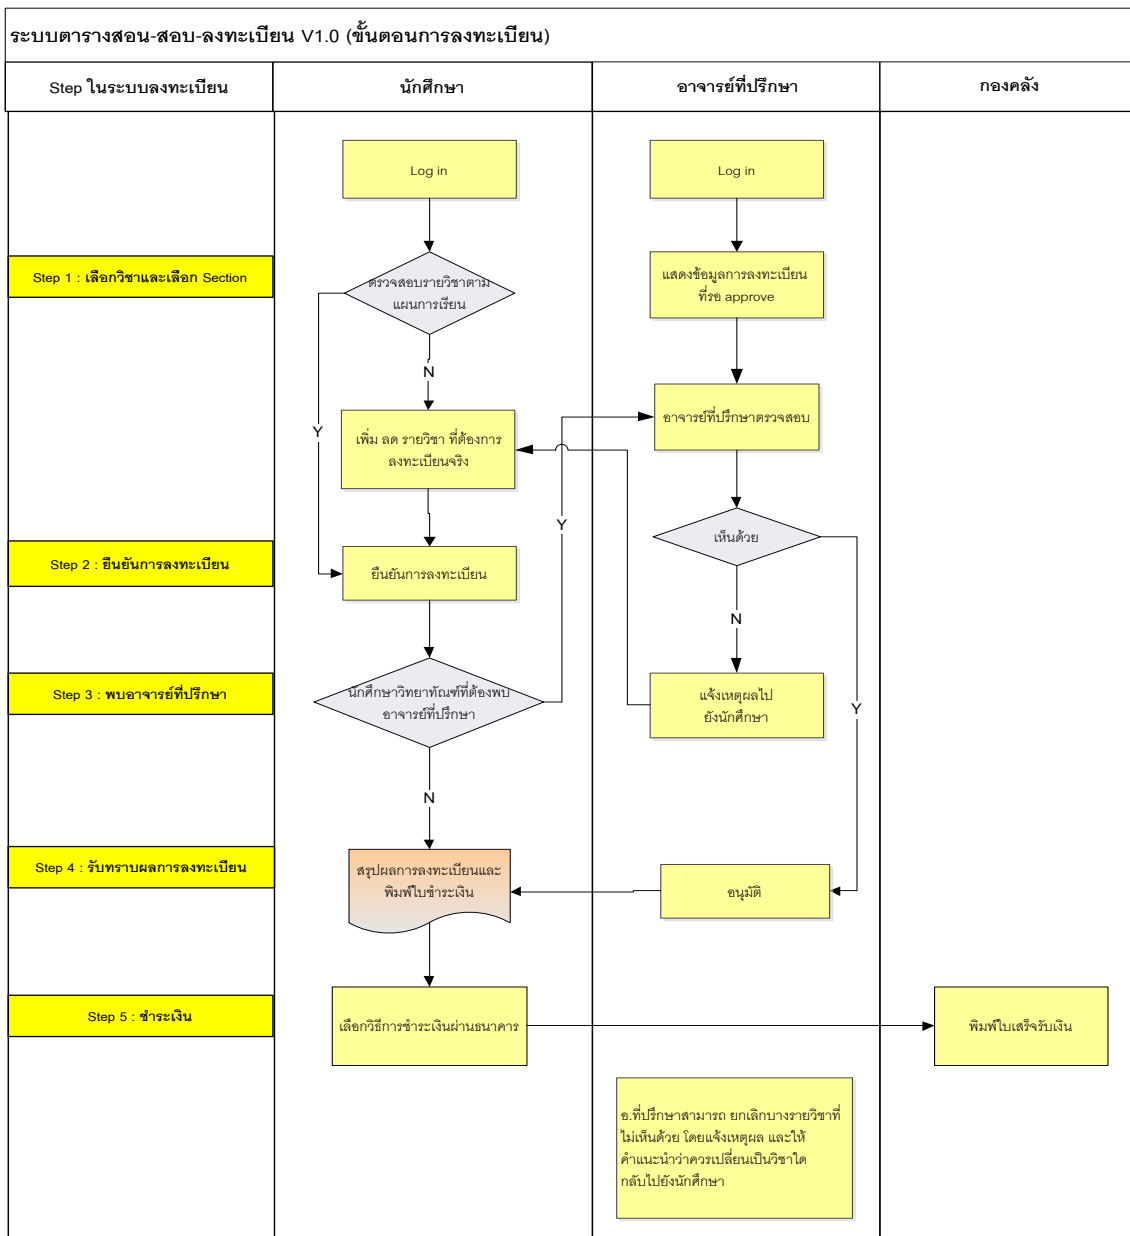 ระบบตารางสอน-สอบ-ลงทะเบียน V1.0 (ขั้นตอนการลงทะเบียน)
Step ในระบบลงทะเบียน
นักศึกษา
อาจารย์ที่ปรึกษา
กองคลัง
Log in
Log in
Step 1 : เลือกวิชาและเลือก Section
ตรวจสอบรายวิชาตาม
แผนการเรียน
แสดงข้อมูลการลงทะเบียน
ที่รอ approve
N
Y
เพิ่ม ลด รายวิชา ที่ต้องการ
ลงทะเบียนจริง
อาจารย์ที่ปรึกษาตรวจสอบ
Y
เห็นด้วย
Step 2 : ยืนยันการลงทะเบียน
ยืนยันการลงทะเบียน
N
Step 3 : พบอาจารย์ที่ปรึกษา
นักศึกษาวิทยาทัณฑ์ที่ต้องพบ
อาจารย์ที่ปรึกษา
แจ้งเหตุผลไป
ยังนักศึกษา
Y
N
Step 4 : รับทราบผลการลงทะเบียน
สรุปผลการลงทะเบียนและ
พิมพ์ใบชำระเงิน
อนุมัติ
Step 5 : ชำระเงิน
เลือกวิธีการชำระเงินผ่านธนาคาร
พิมพ์ใบเสร็จรับเงิน
อ.ที่ปรึกษาสามารถ ยกเลิกบางรายวิชาที่
ไม่เห็นด้วย โดยแจ้งเหตุผล และให้
คำแนะนำว่าควรเปลี่ยนเป็นวิชาใด
กลับไปยังนักศึกษา